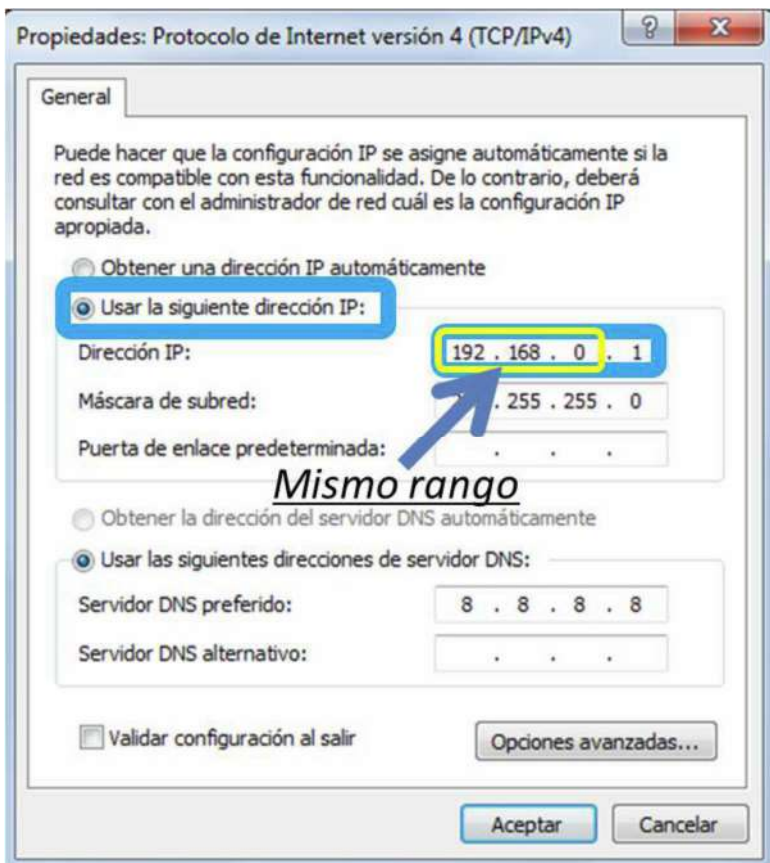 Propiedades: Protocolo de Internet versión 4 (TCP/IPv4)
General
Puede hacer que la configuración IP se asigne automáticamente si la
red es compatible con esta funcionalidad. De lo contrario, deberá
consultar con el administrador de red cuál es la configuración IP
apropiada.
Obtener una dirección IP automáticamente
Usar la siguiente dirección IP:
Dirección IP: 192 . 168 . 0 . 1
Máscara de subred: . 255 . 255 . 0
Puerta de enlace predeterminada: . . .
Mismo rango
Obtener la dirección del servidor DNS automáticamente
Usar las siguientes direcciones de servidor DNS:
Servidor DNS preferido: 8 . 8 . 8 . 8
Servidor DNS alternativo: . . .
Validar configuración al salir
Opciones avanzadas...
Aceptar Cancelar